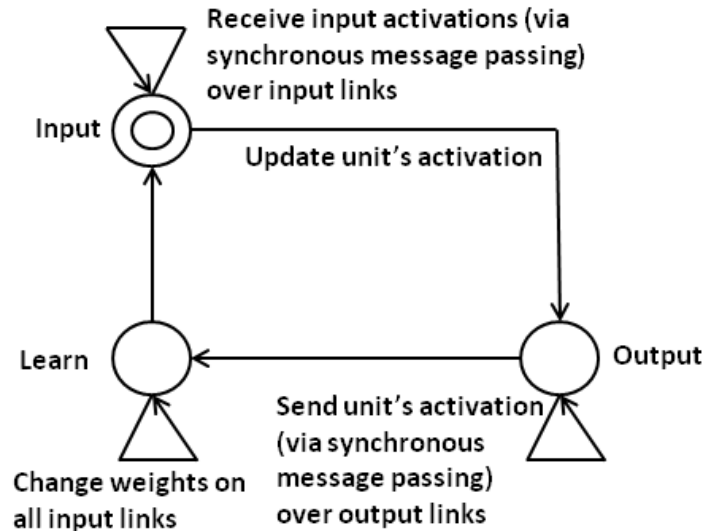 Receive input activations (via
synchronous message passing)
over input links
Input
Update unit's activation
Learn
Output
Send unit's activation
(via synchronous
message passing)
over output links
Change weights on
all input links